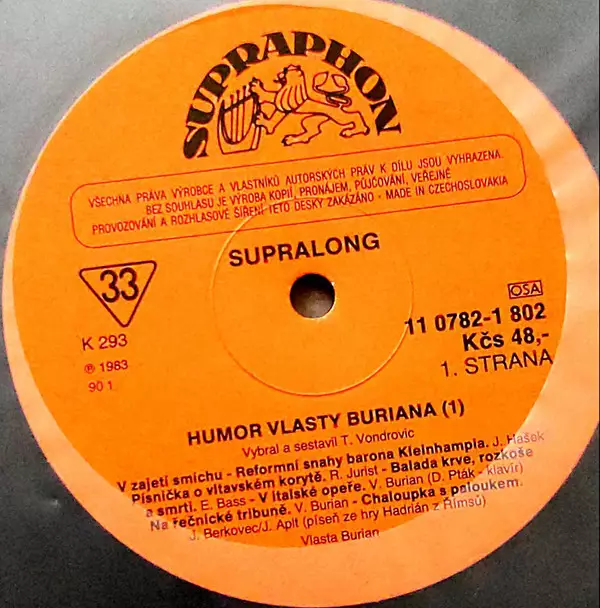 SUPRAPHON
VŠECHNA PRÁVA VÝROBCE A VLASTNÍKŮ AUTORSKÝCH PRÁV K DÍLU JSOU VYHRAZENA.
BEZ SOUHLASU JE VÝROBA KOPIÍ, PRONÁJEM, PŮJČOVÁNÍ, VEŘEJNÉ
PROVOZOVÁNÍ A ROZHLASOVÉ ŠÍŘENÍ TÉTO DESKY ZAKÁZÁNO - MADE IN CZECHOSLOVAKIA
SUPRALONG
33
K 293
℗ 1983
90 1
OSA
11 0782-1 802
Kčs 48,-
1. STRANA
HUMOR VLASTY BURIANA (1)
Vybral a sestavil T. Vondrovic
V zajetí smíchu - Reformní snahy barona Kleinhampla. J. Hašek
Písnička o vltavském korytě. R. Jurist - Balada krve, rozkoše
a smrti. E. Bass - V italské opeře. V. Burian (D. Pták - klavír)
Na řečnické tribuně. V. Burian - Chaloupka s paloukem.
J. Berkovec/J. Aplt (píseň ze hry Hadrián z Římsů)
Vlasta Burian